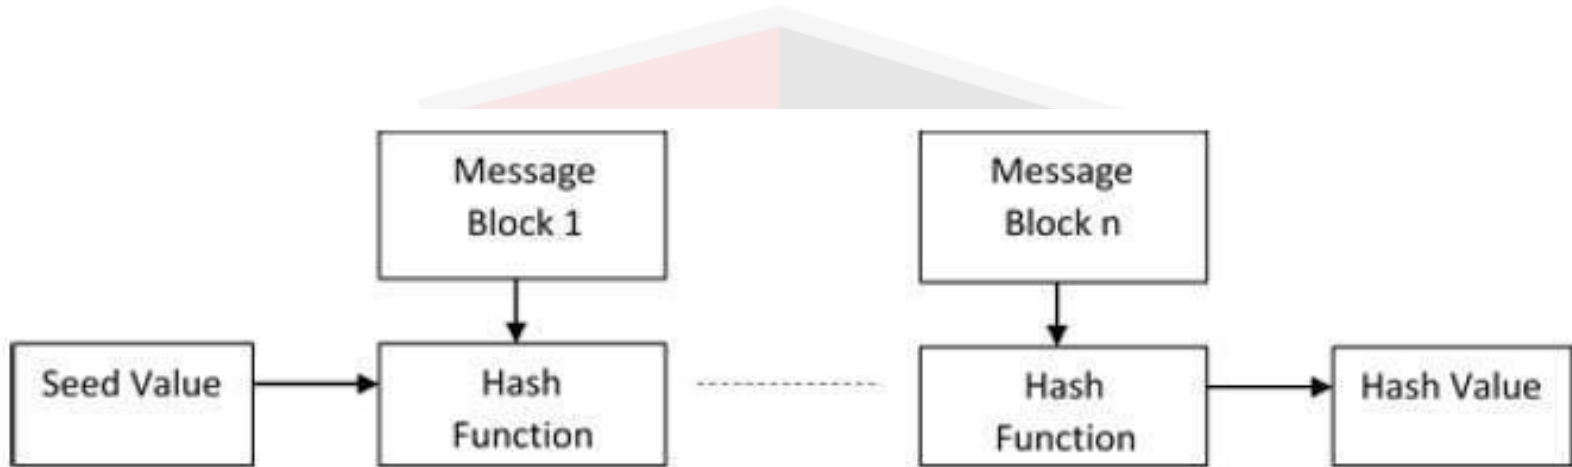 Message
Block 1
Message
Block n
Seed Value
Hash
Function
Hash
Function
Hash Value